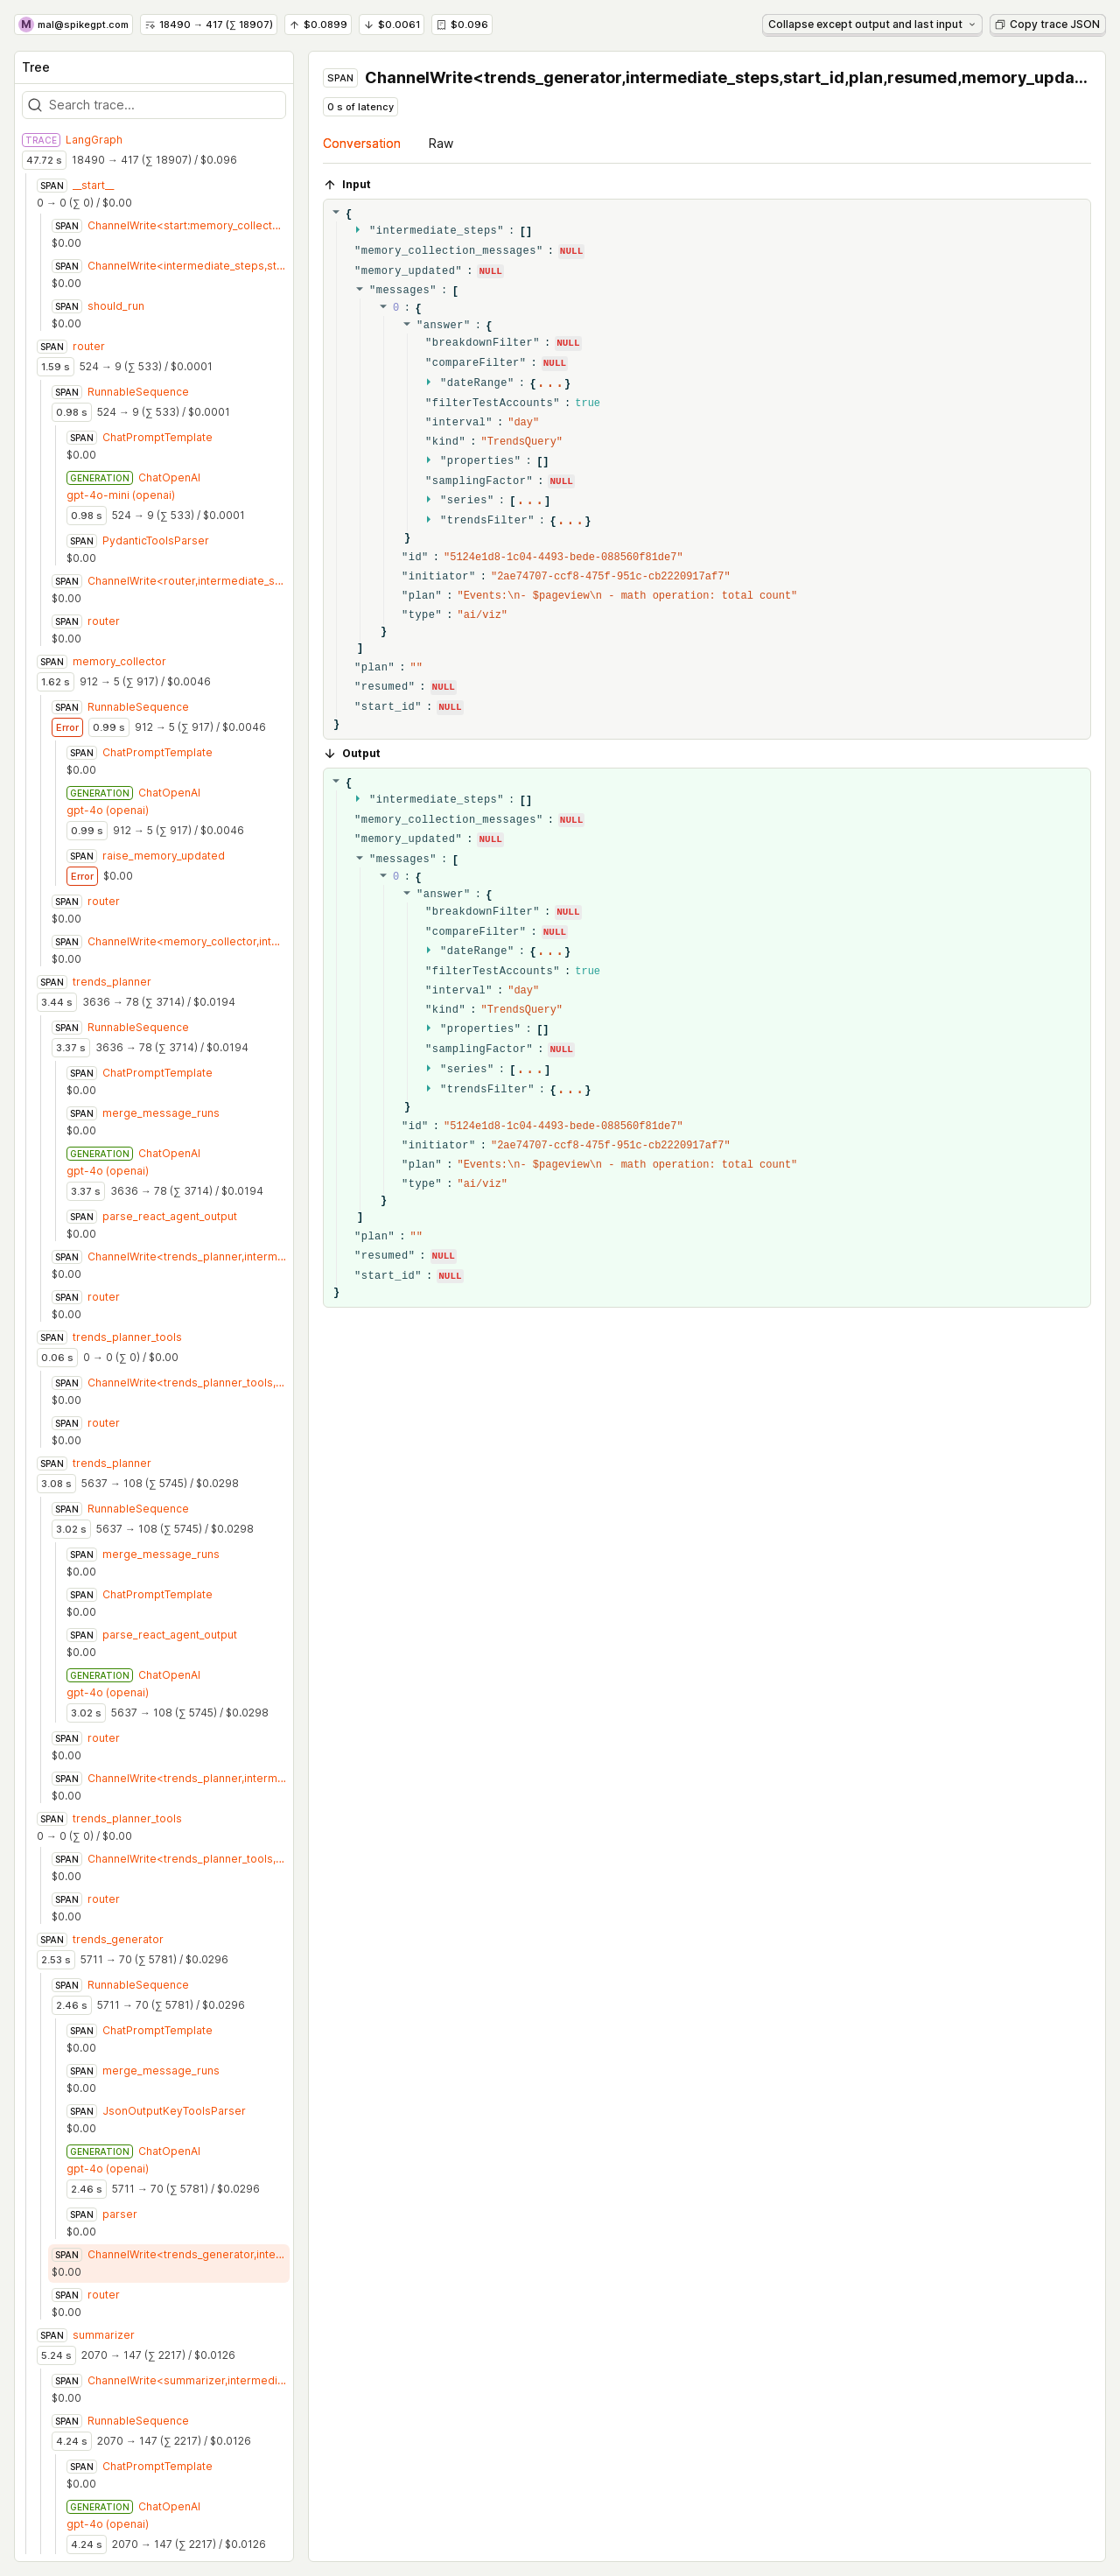 M mal@spikegpt.com 18490 → 417 (∑ 18907) $0.0899 $0.0061 $0.096 Collapse except output and last input Copy trace JSON
Tree
Search trace...
TRACE LangGraph
47.72 s 18490 → 417 (∑ 18907) / $0.096
SPAN __start__
0 → 0 (∑ 0) / $0.00
SPAN ChannelWrite<start:memory_collect...
$0.00
SPAN ChannelWrite<intermediate_steps,st...
$0.00
SPAN should_run
$0.00
SPAN router
1.59 s 524 → 9 (∑ 533) / $0.0001
SPAN RunnableSequence
0.98 s 524 → 9 (∑ 533) / $0.0001
SPAN ChatPromptTemplate
$0.00
GENERATION ChatOpenAI
gpt-4o-mini (openai)
0.98 s 524 → 9 (∑ 533) / $0.0001
SPAN PydanticToolsParser
$0.00
SPAN ChannelWrite<router,intermediate_s...
$0.00
SPAN router
$0.00
SPAN memory_collector
1.62 s 912 → 5 (∑ 917) / $0.0046
SPAN RunnableSequence
Error 0.99 s 912 → 5 (∑ 917) / $0.0046
SPAN ChatPromptTemplate
$0.00
GENERATION ChatOpenAI
gpt-4o (openai)
0.99 s 912 → 5 (∑ 917) / $0.0046
SPAN raise_memory_updated
Error $0.00
SPAN router
$0.00
SPAN ChannelWrite<memory_collector,int...
$0.00
SPAN trends_planner
3.44 s 3636 → 78 (∑ 3714) / $0.0194
SPAN RunnableSequence
3.37 s 3636 → 78 (∑ 3714) / $0.0194
SPAN ChatPromptTemplate
$0.00
SPAN merge_message_runs
$0.00
GENERATION ChatOpenAI
gpt-4o (openai)
3.37 s 3636 → 78 (∑ 3714) / $0.0194
SPAN parse_react_agent_output
$0.00
SPAN ChannelWrite<trends_planner,interm...
$0.00
SPAN router
$0.00
SPAN trends_planner_tools
0.06 s 0 → 0 (∑ 0) / $0.00
SPAN ChannelWrite<trends_planner_tools,...
$0.00
SPAN router
$0.00
SPAN trends_planner
3.08 s 5637 → 108 (∑ 5745) / $0.0298
SPAN RunnableSequence
3.02 s 5637 → 108 (∑ 5745) / $0.0298
SPAN merge_message_runs
$0.00
SPAN ChatPromptTemplate
$0.00
SPAN parse_react_agent_output
$0.00
GENERATION ChatOpenAI
gpt-4o (openai)
3.02 s 5637 → 108 (∑ 5745) / $0.0298
SPAN router
$0.00
SPAN ChannelWrite<trends_planner,interm...
$0.00
SPAN trends_planner_tools
0 → 0 (∑ 0) / $0.00
SPAN ChannelWrite<trends_planner_tools,...
$0.00
SPAN router
$0.00
SPAN trends_generator
2.53 s 5711 → 70 (∑ 5781) / $0.0296
SPAN RunnableSequence
2.46 s 5711 → 70 (∑ 5781) / $0.0296
SPAN ChatPromptTemplate
$0.00
SPAN merge_message_runs
$0.00
SPAN JsonOutputKeyToolsParser
$0.00
GENERATION ChatOpenAI
gpt-4o (openai)
2.46 s 5711 → 70 (∑ 5781) / $0.0296
SPAN parser
$0.00
SPAN ChannelWrite<trends_generator,inte...
$0.00
SPAN router
$0.00
SPAN summarizer
5.24 s 2070 → 147 (∑ 2217) / $0.0126
SPAN ChannelWrite<summarizer,intermedi...
$0.00
SPAN RunnableSequence
4.24 s 2070 → 147 (∑ 2217) / $0.0126
SPAN ChatPromptTemplate
$0.00
GENERATION ChatOpenAI
gpt-4o (openai)
4.24 s 2070 → 147 (∑ 2217) / $0.0126
SPAN ChannelWrite<trends_generator,intermediate_steps,start_id,plan,resumed,memory_upda...
0 s of latency
Conversation Raw
Input
{
"intermediate_steps" : []
"memory_collection_messages" : NULL
"memory_updated" : NULL
"messages" : [
0 : {
"answer" : {
"breakdownFilter" : NULL
"compareFilter" : NULL
"dateRange" : {...}
"filterTestAccounts" : true
"interval" : "day"
"kind" : "TrendsQuery"
"properties" : []
"samplingFactor" : NULL
"series" : [...]
"trendsFilter" : {...}
}
"id" : "5124e1d8-1c04-4493-bede-088560f81de7"
"initiator" : "2ae74707-ccf8-475f-951c-cb2220917af7"
"plan" : "Events:\n- $pageview\n - math operation: total count"
"type" : "ai/viz"
}
]
"plan" : ""
"resumed" : NULL
"start_id" : NULL
}
Output
{
"intermediate_steps" : []
"memory_collection_messages" : NULL
"memory_updated" : NULL
"messages" : [
0 : {
"answer" : {
"breakdownFilter" : NULL
"compareFilter" : NULL
"dateRange" : {...}
"filterTestAccounts" : true
"interval" : "day"
"kind" : "TrendsQuery"
"properties" : []
"samplingFactor" : NULL
"series" : [...]
"trendsFilter" : {...}
}
"id" : "5124e1d8-1c04-4493-bede-088560f81de7"
"initiator" : "2ae74707-ccf8-475f-951c-cb2220917af7"
"plan" : "Events:\n- $pageview\n - math operation: total count"
"type" : "ai/viz"
}
]
"plan" : ""
"resumed" : NULL
"start_id" : NULL
}